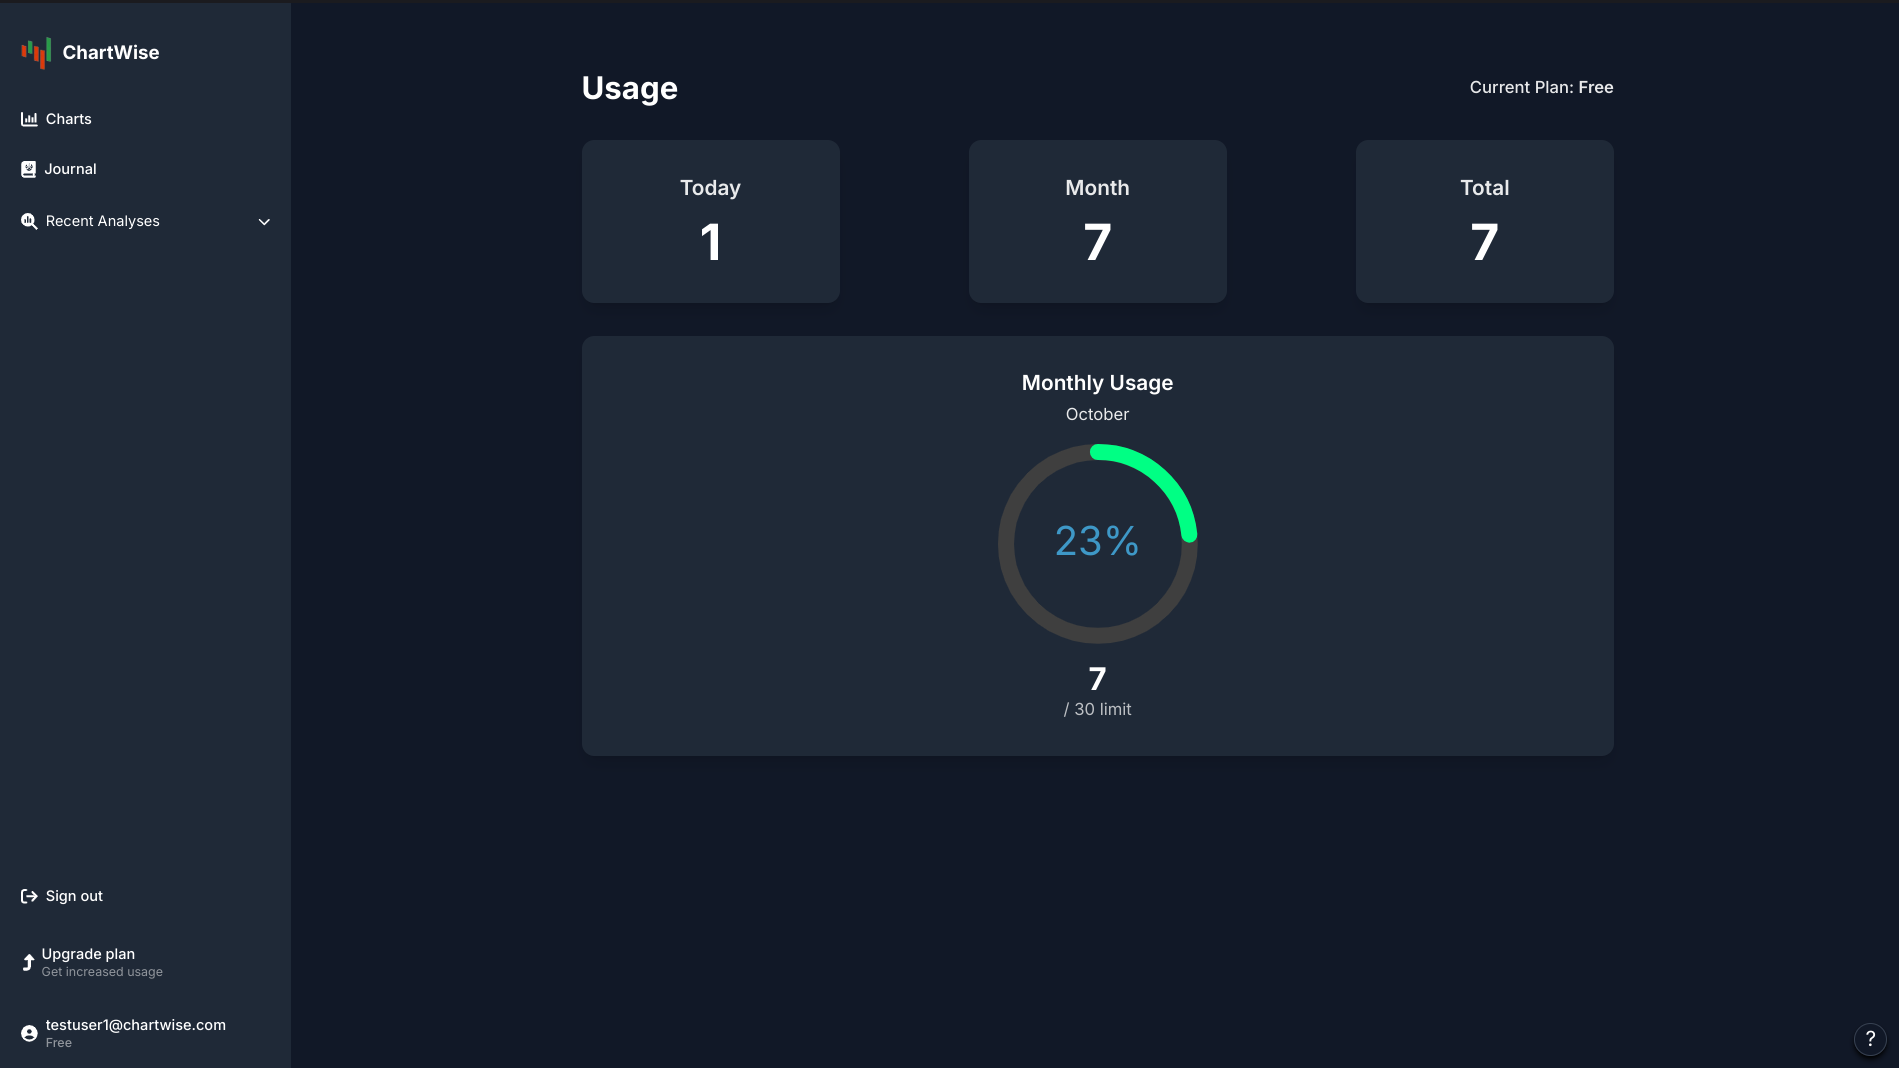 ChartWise
Charts
Journal
Recent Analyses
Sign out
Upgrade plan
Get increased usage
testuser1@chartwise.com
Free
Usage
Current Plan: Free
Today
1
Month
7
Total
7
Monthly Usage
October
23%
7
/ 30 limit
?